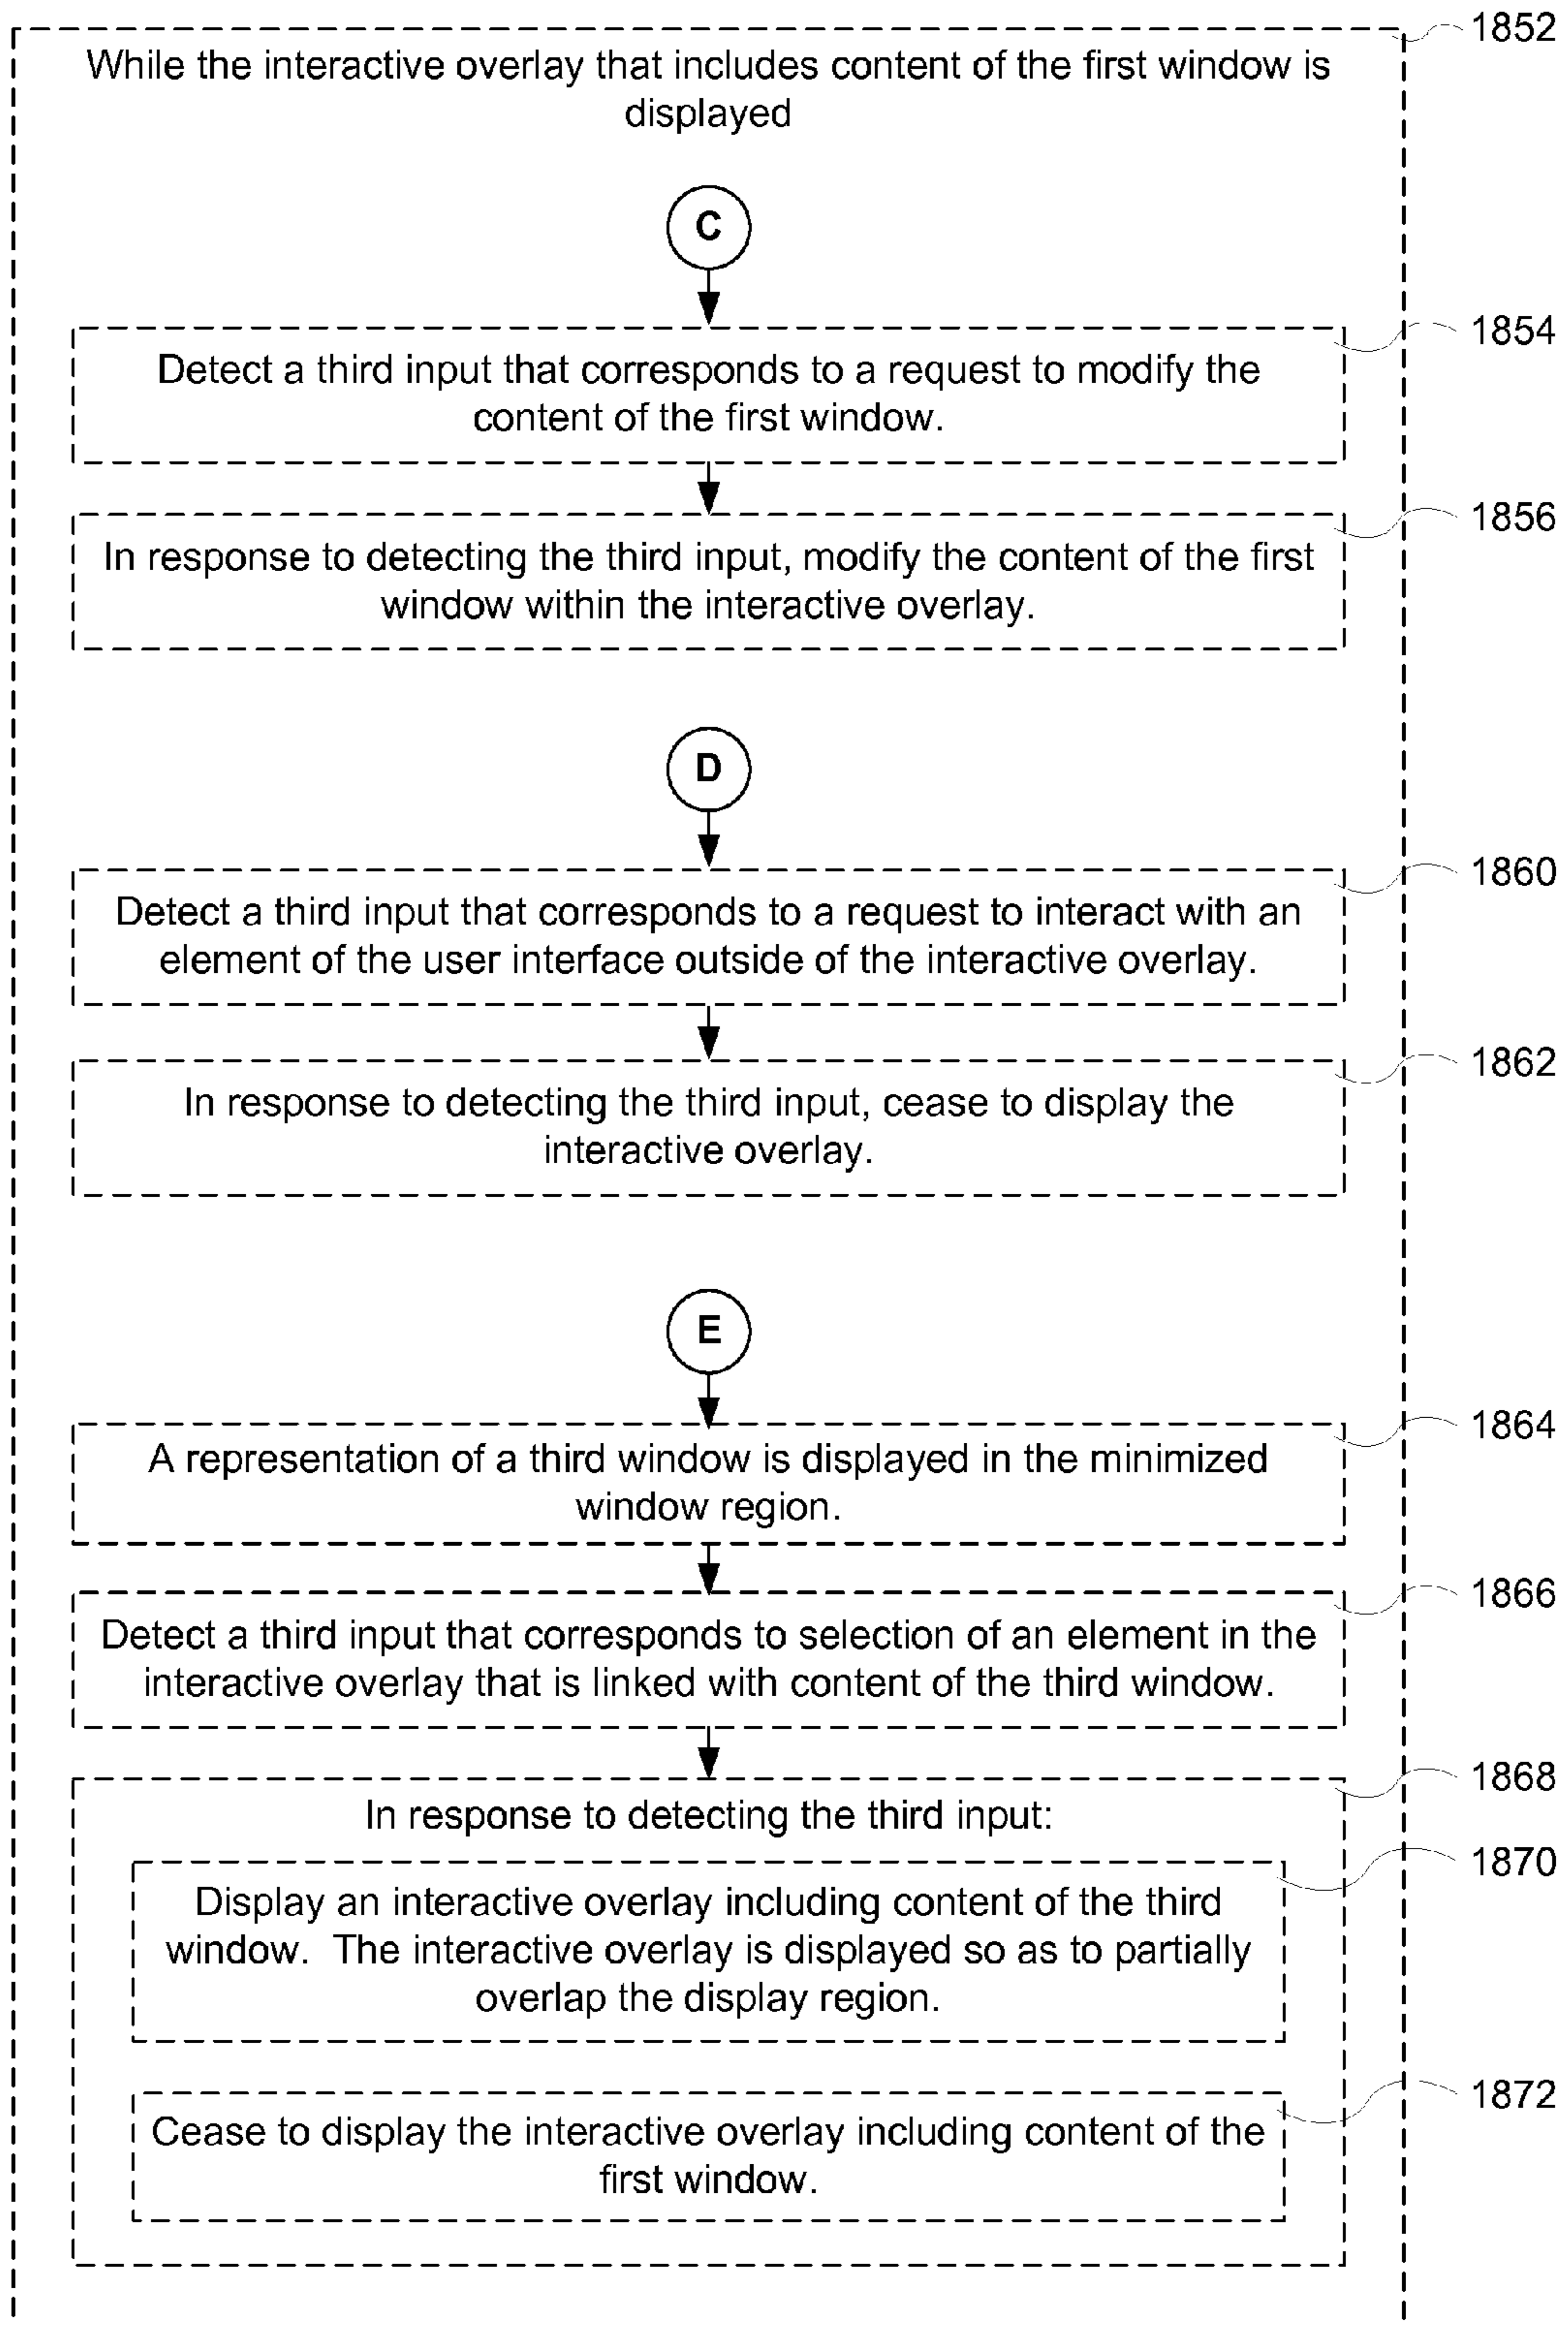 1852
While the interactive overlay that includes content of the first window is
displayed
C
1854
Detect a third input that corresponds to a request to modify the
content of the first window.
1856
In response to detecting the third input, modify the content of the first
window within the interactive overlay.
D
1860
Detect a third input that corresponds to a request to interact with an
element of the user interface outside of the interactive overlay.
1862
In response to detecting the third input, cease to display the
interactive overlay.
E
1864
A representation of a third window is displayed in the minimized
window region.
1866
Detect a third input that corresponds to selection of an element in the
interactive overlay that is linked with content of the third window.
1868
In response to detecting the third input:
1870
Display an interactive overlay including content of the third
window.  The interactive overlay is displayed so as to partially
overlap the display region.
1872
Cease to display the interactive overlay including content of the
first window.